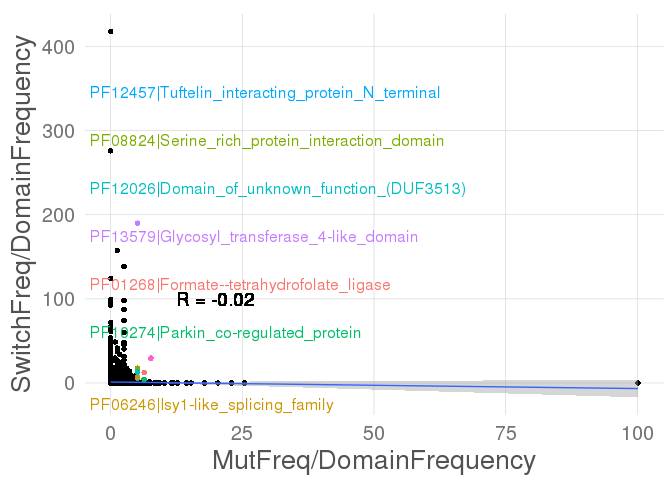 400
PF12457|Tuftelin_interacting_protein_N_terminal
300
PF08824|Serine_rich_protein_interaction_domain
PF12026|Domain_of_unknown_function_(DUF3513)
200
PF13579|Glycosyl_transferase_4-like_domain
PF01268|Formate--tetrahydrofolate_ligase
100
R = -0.02
274|Parkin_co-regulated_protein
0
PF06246|Isy1-like_splicing_family
0 25 50 75 100
MutFreq/DomainFrequency
SwitchFreq/DomainFrequency